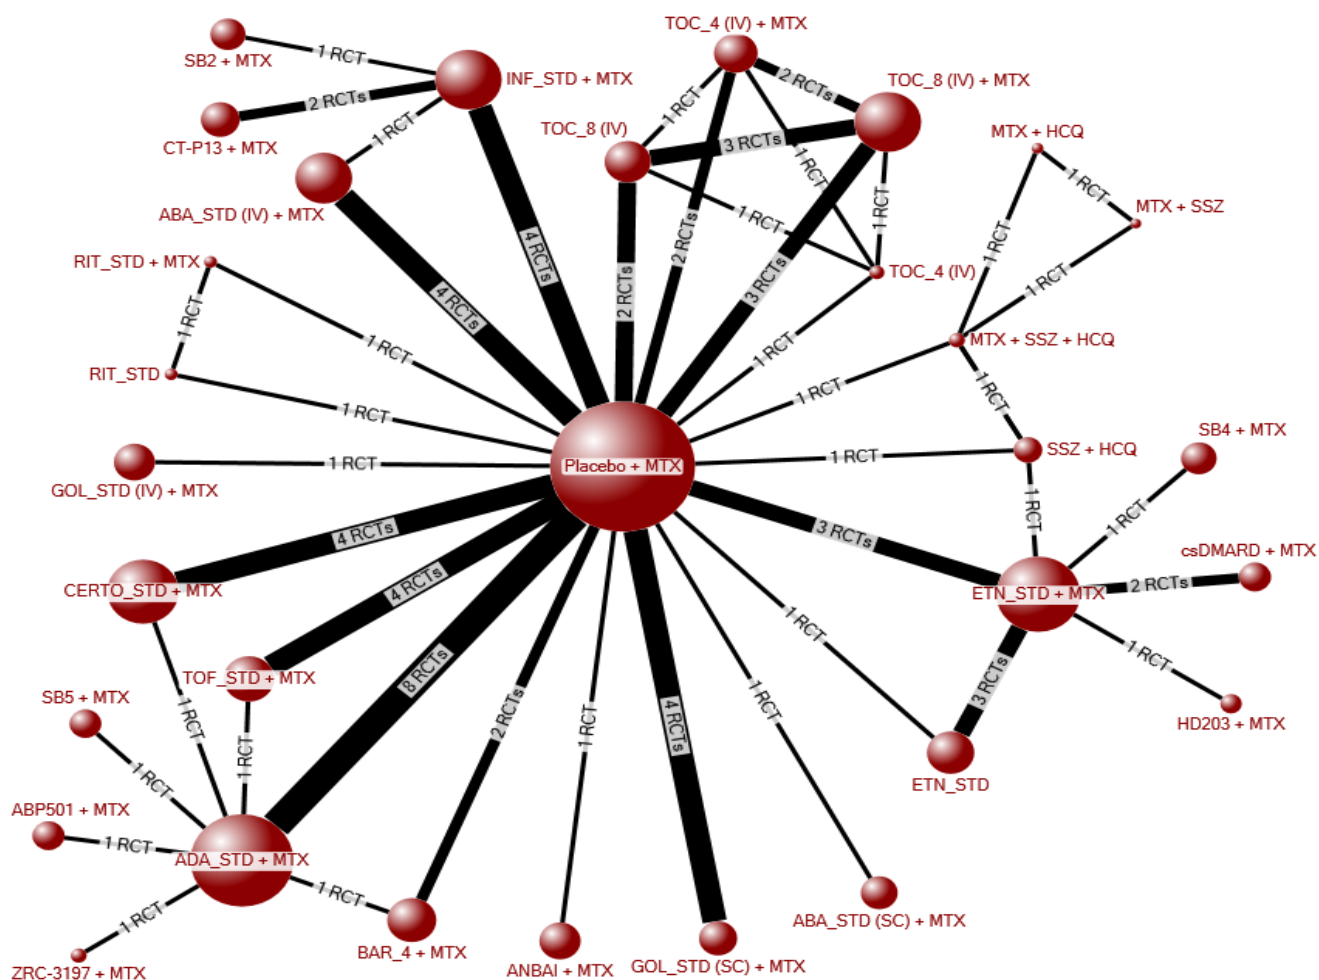 TOC_4 (IV) + MTX
SB2 + MTX
1 RCT
INF_STD + MTX
2 RCTs
TOC_8 (IV) + MTX
2 RCTs
CT-P13 + MTX
1 RCT
1 RCT
TOC_8 (IV)
3 RCTs
1 RCT
MTX + HCQ
1 RCT
MTX + SSZ
ABA_STD (IV) + MTX
1 RCT
1 RCT
2 RCTs
4 RCTs
1 RCT
RIT_STD + MTX
TOC_4 (IV)
1 RCT
1 RCT
4 RCTs
2 RCTs
3 RCTs
1 RCT
1 RCT
1 RCT
MTX + SSZ + HCQ
RIT_STD
1 RCT
1 RCT
1 RCT
SB4 + MTX
GOL_STD (IV) + MTX
1 RCT
Placebo + MTX
1 RCT
SSZ + HCQ
1 RCT
1 RCT
4 RCTs
3 RCTs
csDMARD + MTX
CERTO_STD + MTX
4 RCTs
ETN_STD + MTX
2 RCTs
1 RCT
1 RCT
TOF_STD + MTX
8 RCTs
3 RCTs
SB5 + MTX
1 RCT
2 RCTs
1 RCT
4 RCTs
1 RCT
HD203 + MTX
1 RCT
1 RCT
ETN_STD
ABP501 + MTX
1 RCT
ADA_STD + MTX
1 RCT
1 RCT
BAR_4 + MTX
ANBAI + MTX
GOL_STD (SC) + MTX
ABA_STD (SC) + MTX
ZRC-3197 + MTX